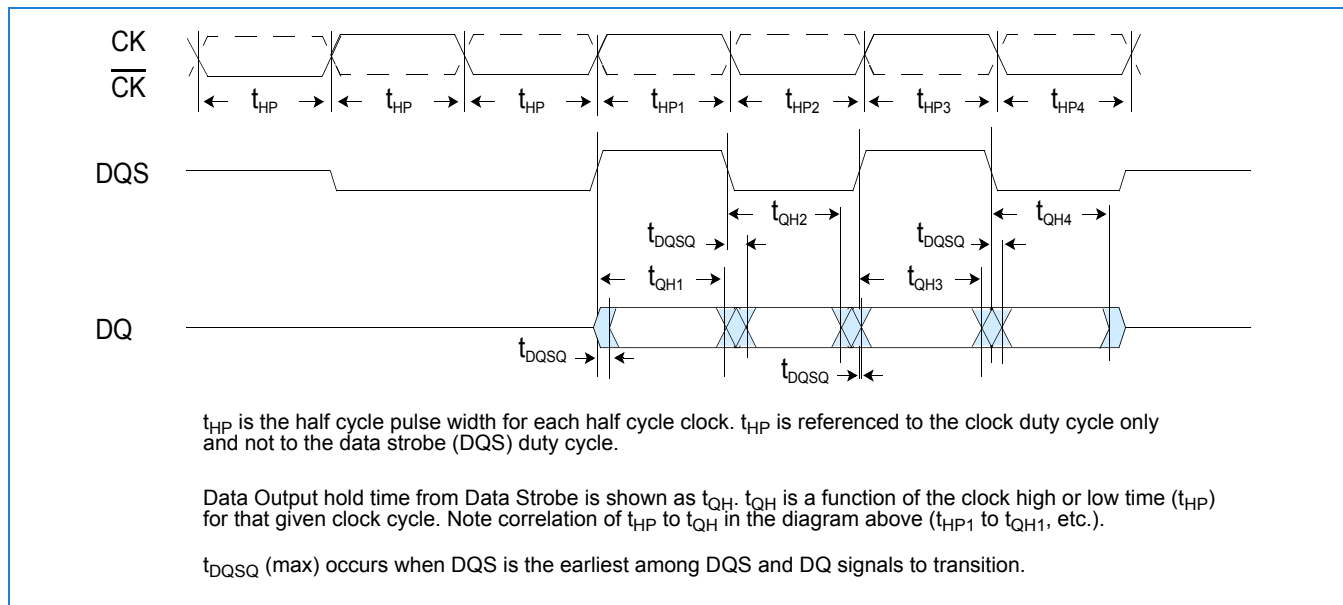 CK
CK
tHP tHP tHP tHP1 tHP2 tHP3 tHP4
DQS
tQH2 tQH4
tDQSQ tDQSQ
tQH1 tQH3
DQ
tDQSQ tDQSQ
tHP is the half cycle pulse width for each half cycle clock. tHP is referenced to the clock duty cycle only
and not to the data strobe (DQS) duty cycle.
Data Output hold time from Data Strobe is shown as tQH. tQH is a function of the clock high or low time (tHP)
for that given clock cycle. Note correlation of tHP to tQH in the diagram above (tHP1 to tQH1, etc.).
tDQSQ (max) occurs when DQS is the earliest among DQS and DQ signals to transition.